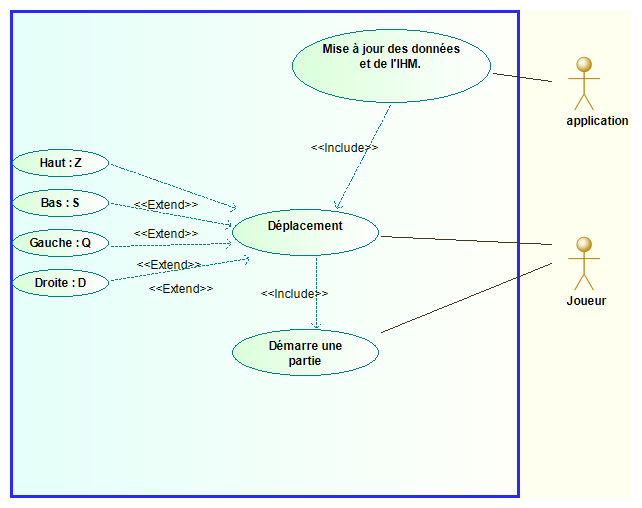 Mise à jour des données
et de l'IHM.
application
<<Include>>
Haut : Z
Bas : S
<<Extend>>
Déplacement
Gauche : Q
<<Extend>>
<<Extend>>
Droite : D
<<Extend>>
<<Include>>
Joueur
Démarre une
partie